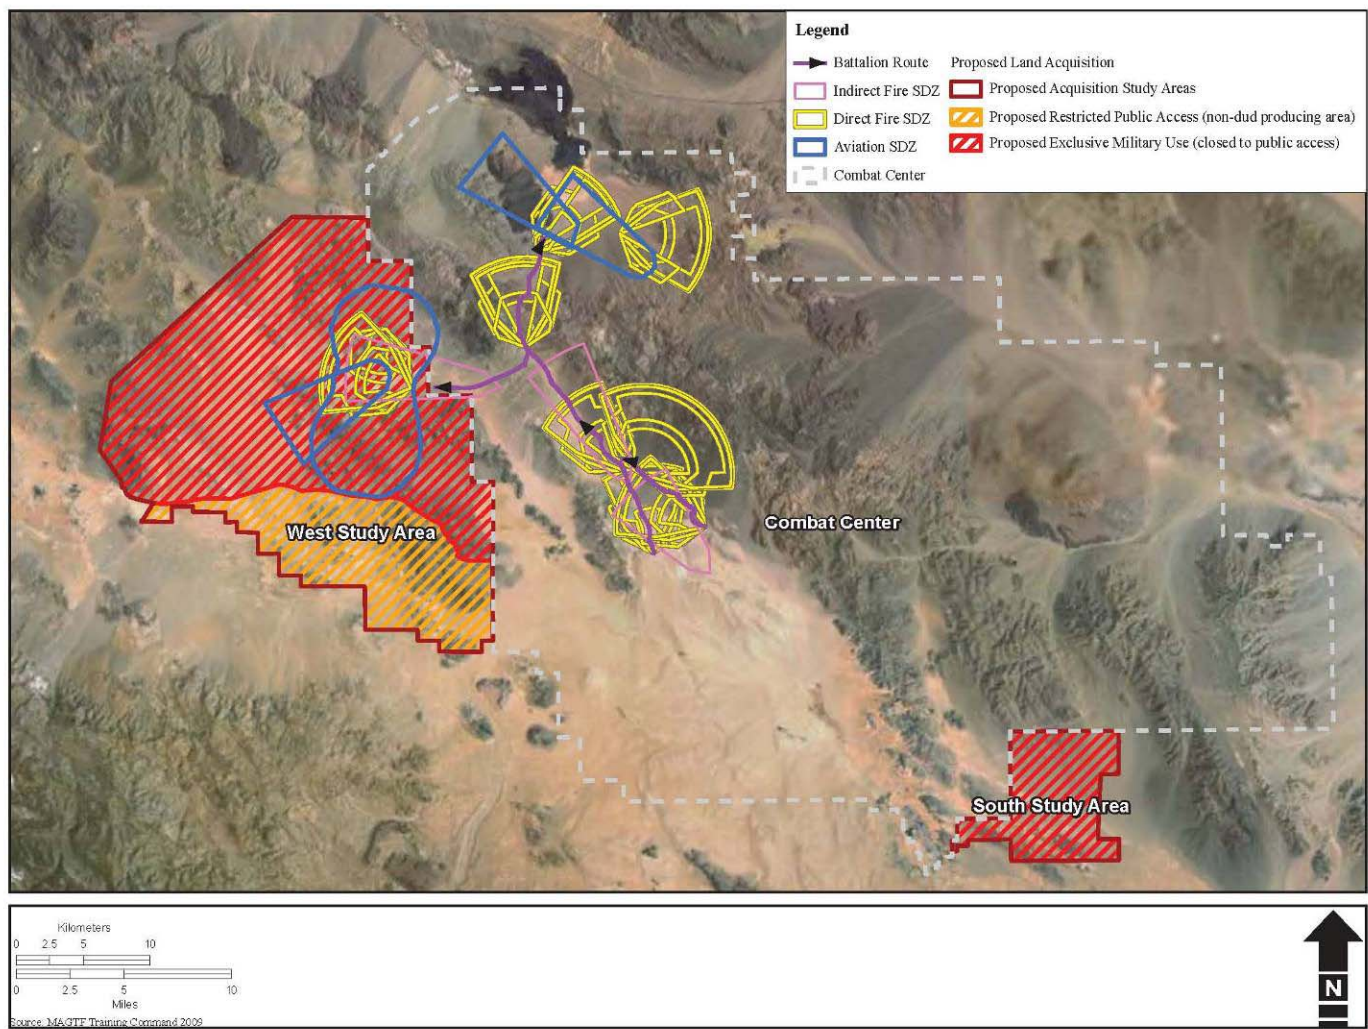 Legend
Battalion Route
Indirect Fire SDZ
Direct Fire SDZ
Aviation SDZ
Combat Center
Proposed Land Acquisition
Proposed Acquisition Study Areas
Proposed Restricted Public Access (non-dud producing area)
Proposed Exclusive Military Use (closed to public access)
West Study Area
Combat Center
South Study Area
Kilometers
0 2.5 5 10
0 2.5 5 10
Miles
Source: MAGTF Training Command 2009
N